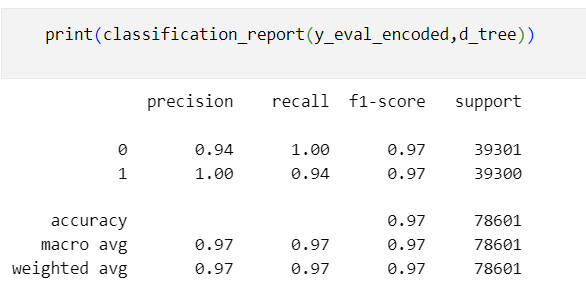 print(classification_report(y_eval_encoded,d_tree))
precision recall f1-score support
0 0.94 1.00 0.97 39301
1 1.00 0.94 0.97 39300
accuracy 0.97 78601
macro avg 0.97 0.97 0.97 78601
weighted avg 0.97 0.97 0.97 78601